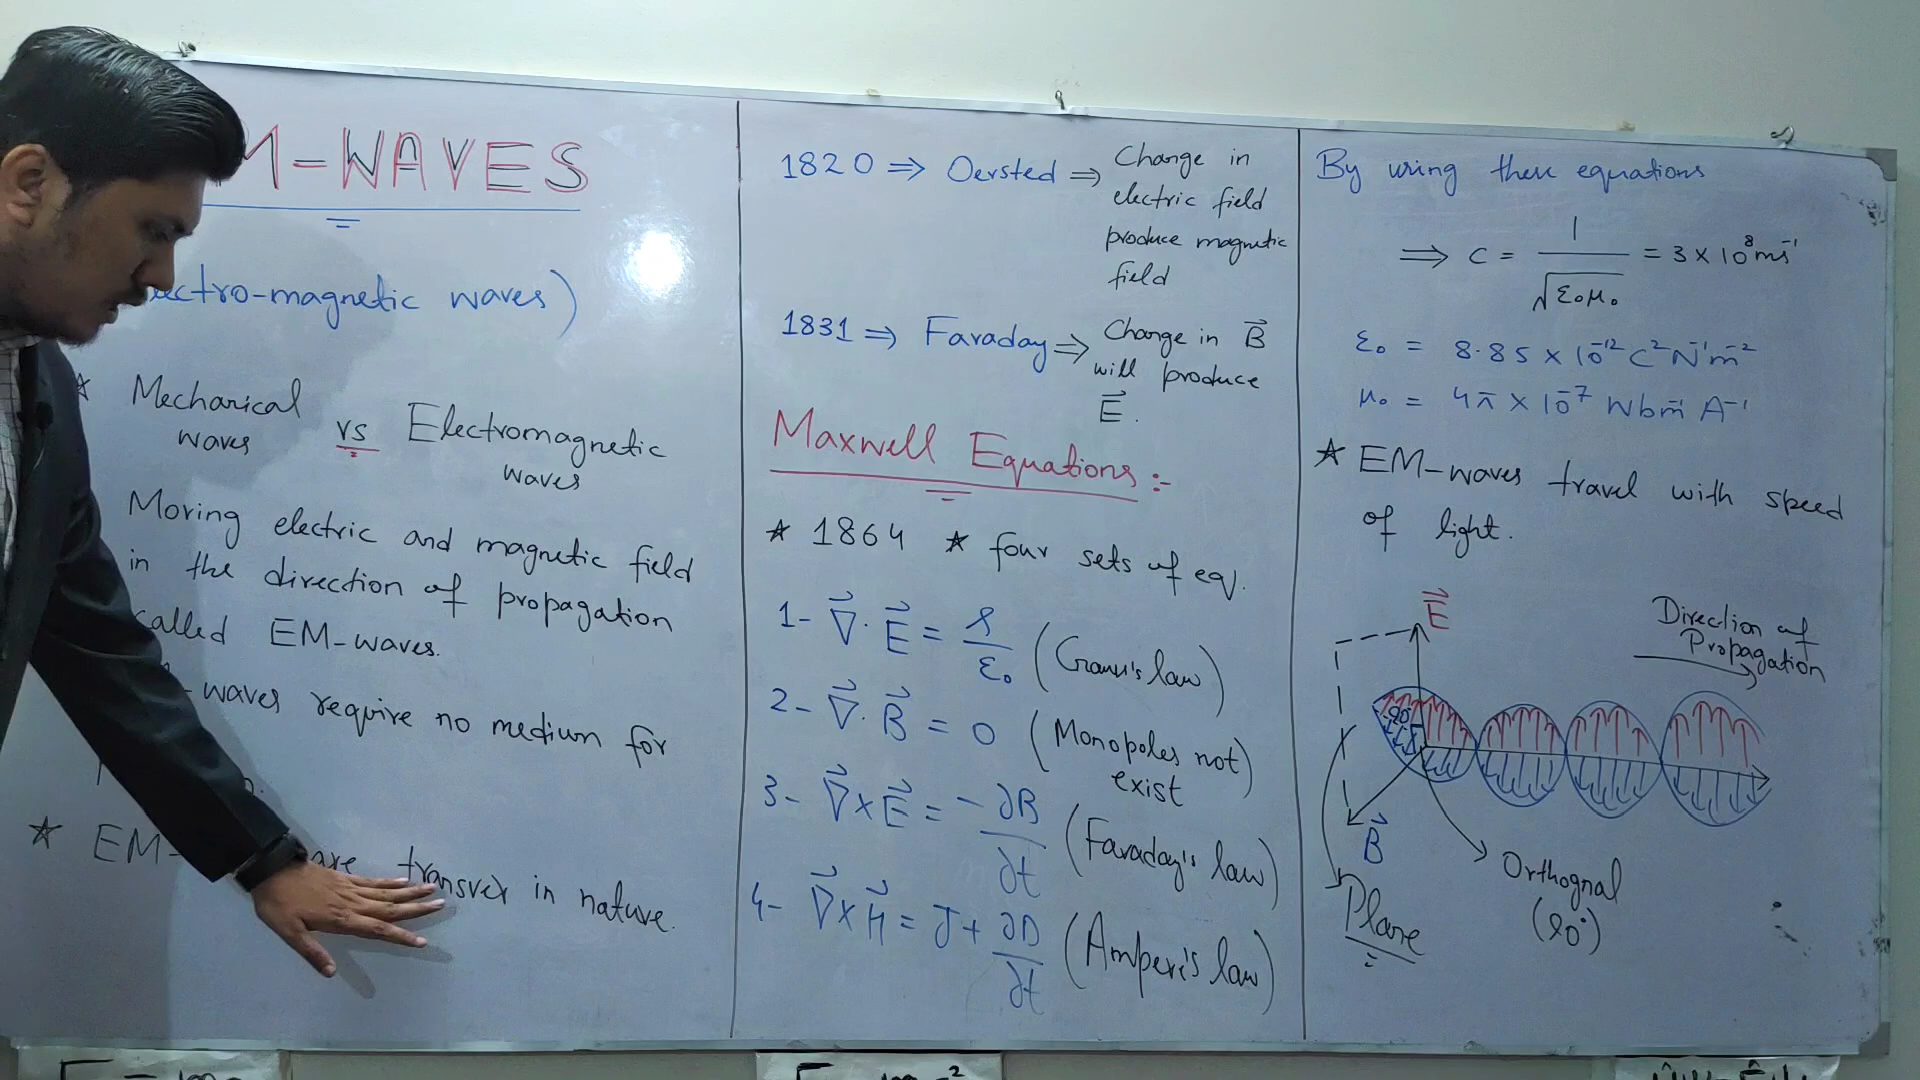 M-WAVES
ectro-magnetic waves)
Mechanical waves vs Electromagnetic waves
Moving electric and magnetic field
in the direction of propagation
called EM-waves.
-waves require no medium for
★ EM- are transver in nature.
1820 ⇒ Oersted ⇒ Change in
electric field
produce magnetic
field
1831 ⇒ Faraday ⇒ Change in B⃗
will produce
E⃗.
Maxwell Equations :-
★ 1864 ★ four sets of eq.
1- ∇⃗·E⃗ = ρ/ε₀ (Gauss's law)
2- ∇⃗·B⃗ = 0 (Monopoles not exist)
3- ∇⃗×E⃗ = -∂B/∂t (Faraday's law)
4- ∇⃗×H⃗ = J+∂D/∂t (Ampere's law)
By using these equations
⇒ C = 1/√ε₀μ₀ = 3×10⁸ms⁻¹
ε₀ = 8.85×10⁻¹²C²N⁻¹m⁻²
μ₀ = 4π×10⁻⁷ Wbm⁻¹A⁻¹
★ EM-waves travel with speed
of light.
E⃗
Direction of
Propagation
90°
B⃗
Orthognal
(90°)
Plane